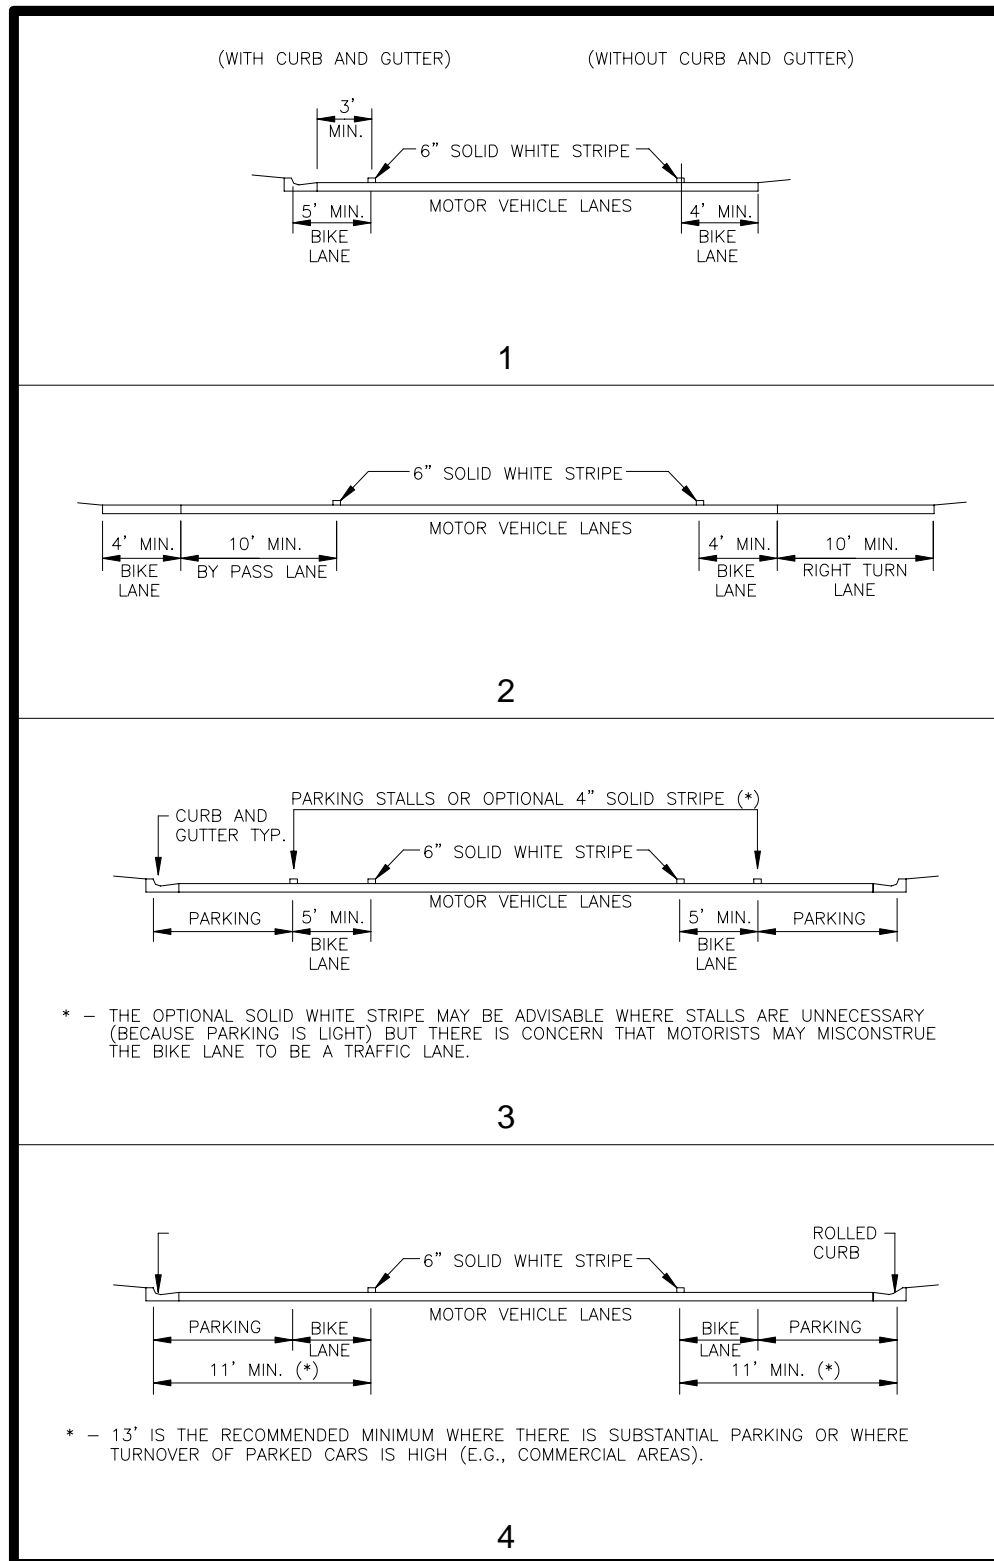 (WITH CURB AND GUTTER)
(WITHOUT CURB AND GUTTER)
3'
MIN.
6" SOLID WHITE STRIPE
5' MIN.
BIKE
LANE
MOTOR VEHICLE LANES
4' MIN.
BIKE
LANE
1
6" SOLID WHITE STRIPE
MOTOR VEHICLE LANES
4' MIN.
BIKE
LANE
10' MIN.
BY PASS LANE
4' MIN.
BIKE
LANE
10' MIN.
RIGHT TURN
LANE
2
PARKING STALLS OR OPTIONAL 4" SOLID STRIPE (*)
CURB AND
GUTTER TYP.
6" SOLID WHITE STRIPE
MOTOR VEHICLE LANES
PARKING
5' MIN.
BIKE
LANE
5' MIN.
BIKE
LANE
PARKING
* – THE OPTIONAL SOLID WHITE STRIPE MAY BE ADVISABLE WHERE STALLS ARE UNNECESSARY
(BECAUSE PARKING IS LIGHT) BUT THERE IS CONCERN THAT MOTORISTS MAY MISCONSTRUE
THE BIKE LANE TO BE A TRAFFIC LANE.
3
ROLLED
CURB
6" SOLID WHITE STRIPE
MOTOR VEHICLE LANES
PARKING
BIKE
LANE
11' MIN. (*)
BIKE
LANE
PARKING
11' MIN. (*)
* – 13' IS THE RECOMMENDED MINIMUM WHERE THERE IS SUBSTANTIAL PARKING OR WHERE
TURNOVER OF PARKED CARS IS HIGH (E.G., COMMERCIAL AREAS).
4